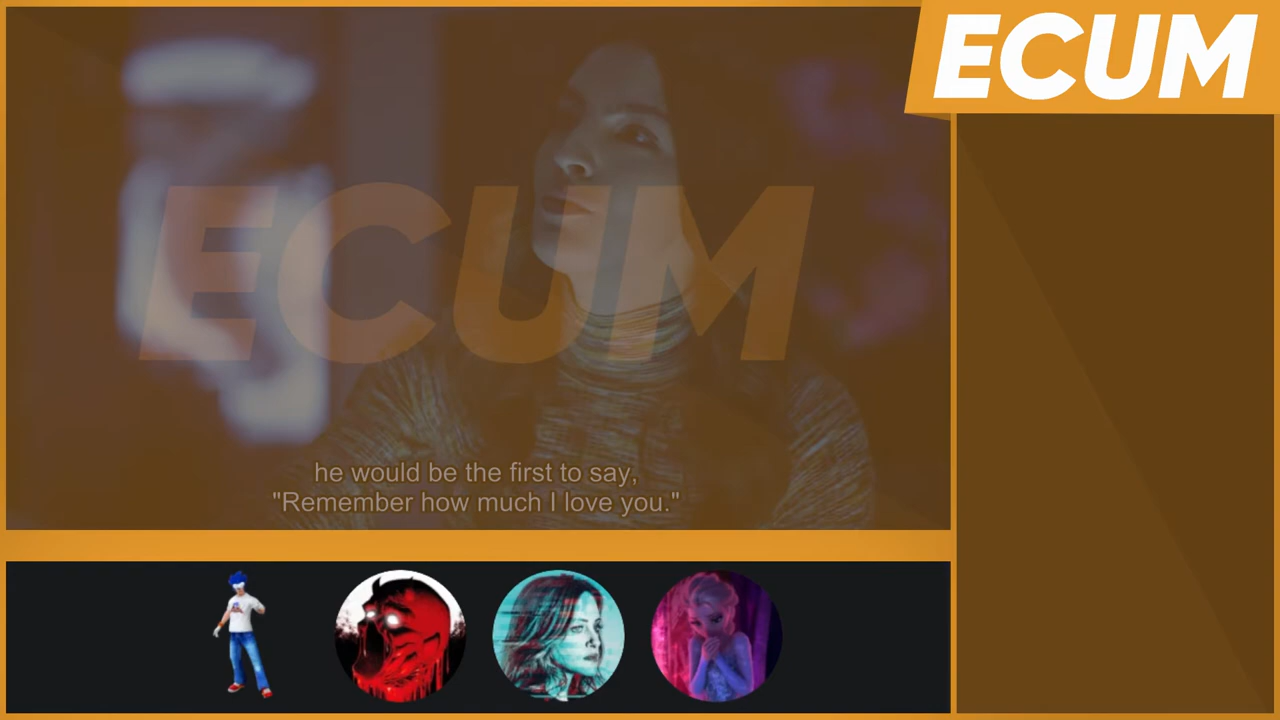 ECUM
ECUM
he would be the first to say,
"Remember how much I love you."